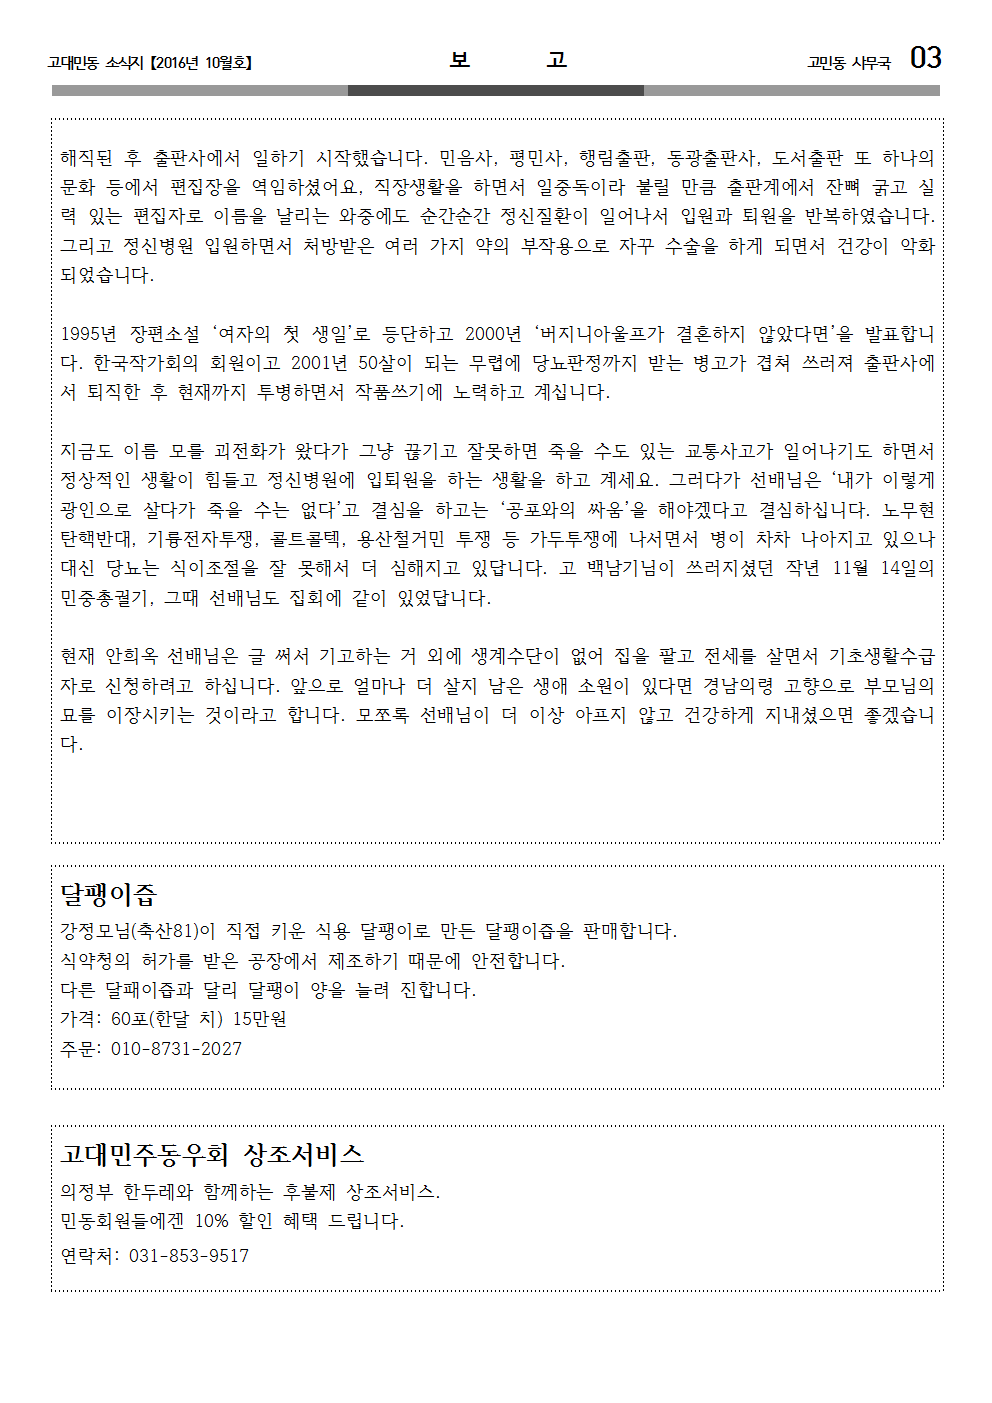 고대민동 소식지 【2016년 10월호】 보 고 고민동 사무국 03
해직된 후 출판사에서 일하기 시작했습니다. 민음사, 평민사, 행림출판, 동광출판사, 도서출판 또 하나의
문화 등에서 편집장을 역임하셨어요, 직장생활을 하면서 일중독이라 불릴 만큼 출판계에서 잔뼈 굵고 실
력 있는 편집자로 이름을 날리는 와중에도 순간순간 정신질환이 일어나서 입원과 퇴원을 반복하였습니다.
그리고 정신병원 입원하면서 처방받은 여러 가지 약의 부작용으로 자꾸 수술을 하게 되면서 건강이 악화
되었습니다.
1995년 장편소설 ‘여자의 첫 생일’로 등단하고 2000년 ‘버지니아울프가 결혼하지 않았다면’을 발표합니
다. 한국작가회의 회원이고 2001년 50살이 되는 무렵에 당뇨판정까지 받는 병고가 겹쳐 쓰러져 출판사에
서 퇴직한 후 현재까지 투병하면서 작품쓰기에 노력하고 계십니다.
지금도 이름 모를 괴전화가 왔다가 그냥 끊기고 잘못하면 죽을 수도 있는 교통사고가 일어나기도 하면서
정상적인 생활이 힘들고 정신병원에 입퇴원을 하는 생활을 하고 계세요. 그러다가 선배님은 ‘내가 이렇게
광인으로 살다가 죽을 수는 없다’고 결심을 하고는 ‘공포와의 싸움’을 해야겠다고 결심하십니다. 노무현
탄핵반대, 기륭전자투쟁, 콜트콜텍, 용산철거민 투쟁 등 가두투쟁에 나서면서 병이 차차 나아지고 있으나
대신 당뇨는 식이조절을 잘 못해서 더 심해지고 있답니다. 고 백남기님이 쓰러지셨던 작년 11월 14일의
민중총궐기, 그때 선배님도 집회에 같이 있었답니다.
현재 안희옥 선배님은 글 써서 기고하는 거 외에 생계수단이 없어 집을 팔고 전세를 살면서 기초생활수급
자로 신청하려고 하십니다. 앞으로 얼마나 더 살지 남은 생애 소원이 있다면 경남의령 고향으로 부모님의
묘를 이장시키는 것이라고 합니다. 모쪼록 선배님이 더 이상 아프지 않고 건강하게 지내셨으면 좋겠습니
다.
달팽이즙
강정모님(축산81)이 직접 키운 식용 달팽이로 만든 달팽이즙을 판매합니다.
식약청의 허가를 받은 공장에서 제조하기 때문에 안전합니다.
다른 달패이즙과 달리 달팽이 양을 늘려 진합니다.
가격: 60포(한달 치) 15만원
주문: 010-8731-2027
고대민주동우회 상조서비스
의정부 한두레와 함께하는 후불제 상조서비스.
민동회원들에겐 10% 할인 혜택 드립니다.
연락처: 031-853-9517